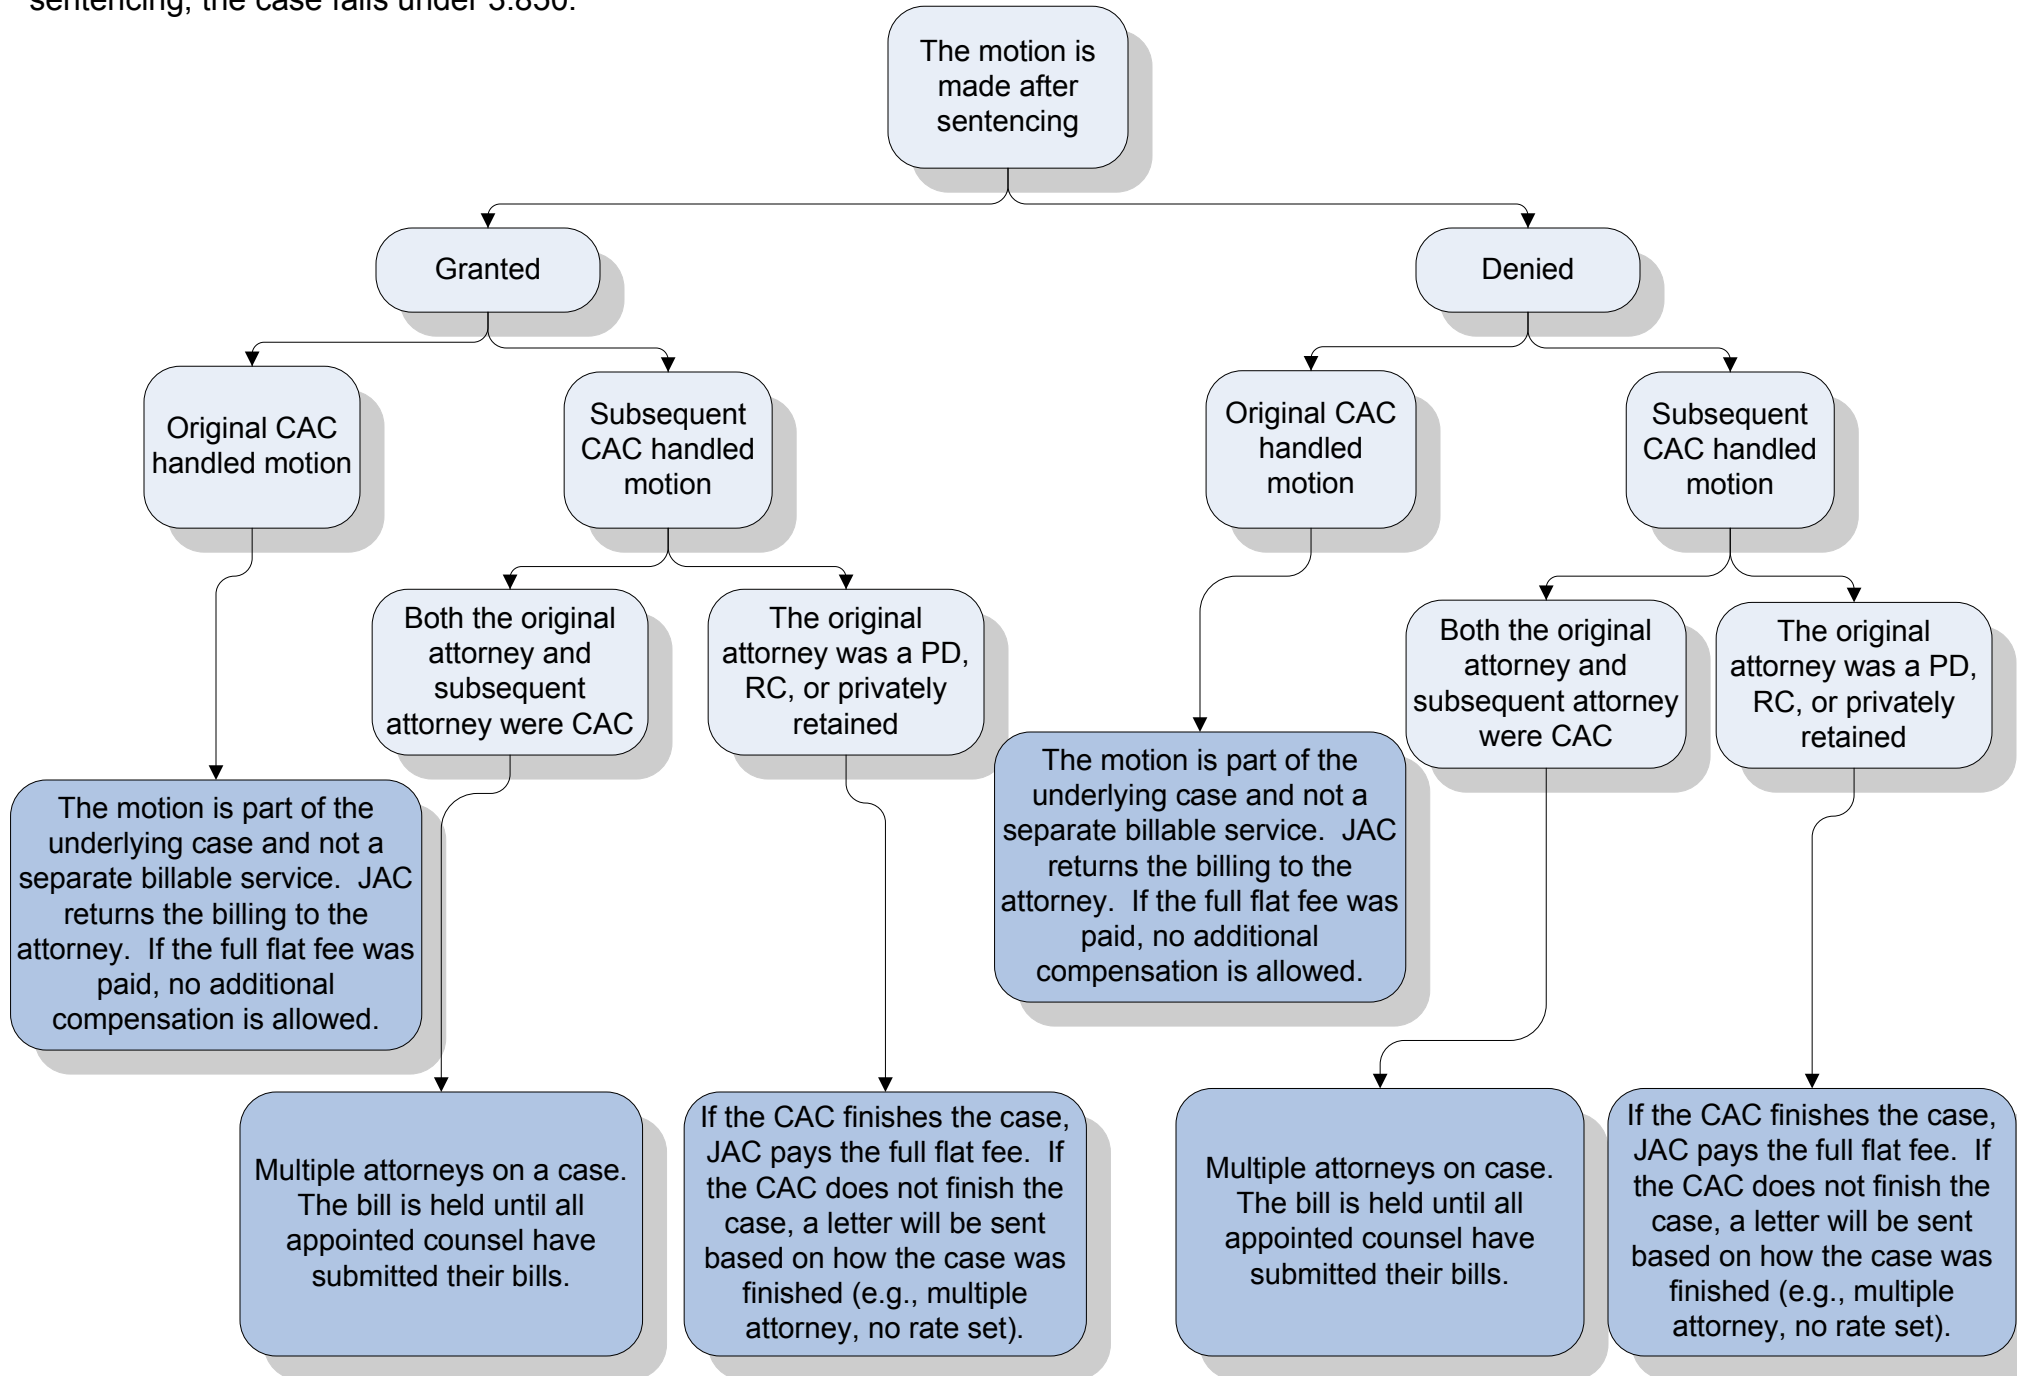 sentencing, the case falls under 3.850.
The motion is
made after
sentencing
Granted
Denied
Original CAC
handled motion
Subsequent
CAC handled
motion
Original CAC
handled
motion
Subsequent
CAC handled
motion
Both the original
attorney and
subsequent
attorney were CAC
The original
attorney was a PD,
RC, or privately
retained
Both the original
attorney and
subsequent attorney
were CAC
The original
attorney was a PD,
RC, or privately
retained
The motion is part of the
underlying case and not a
separate billable service.  JAC
returns the billing to the
attorney.  If the full flat fee was
paid, no additional
compensation is allowed.
The motion is part of the
underlying case and not a
separate billable service.  JAC
returns the billing to the
attorney.  If the full flat fee was
paid, no additional
compensation is allowed.
Multiple attorneys on a case.
The bill is held until all
appointed counsel have
submitted their bills.
If the CAC finishes the case,
JAC pays the full flat fee.  If
the CAC does not finish the
case, a letter will be sent
based on how the case was
finished (e.g., multiple
attorney, no rate set).
Multiple attorneys on case.
The bill is held until all
appointed counsel have
submitted their bills.
If the CAC finishes the case,
JAC pays the full flat fee.  If
the CAC does not finish the
case, a letter will be sent
based on how the case was
finished (e.g., multiple
attorney, no rate set).